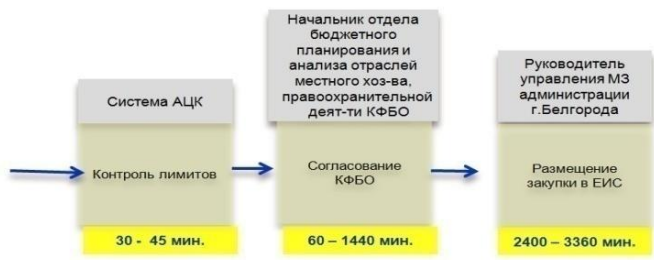 Система АЦК
Контроль лимитов
30 - 45 мин.
Начальник отдела
бюджетного
планирования и
анализа отраслей
местного хоз-ва,
правоохранительной
деят-ти КФБО
Согласование
КФБО
60 – 1440 мин.
Руководитель
управления МЗ
администрации
г.Белгорода
Размещение
закупки в ЕИС
2400 – 3360 мин.